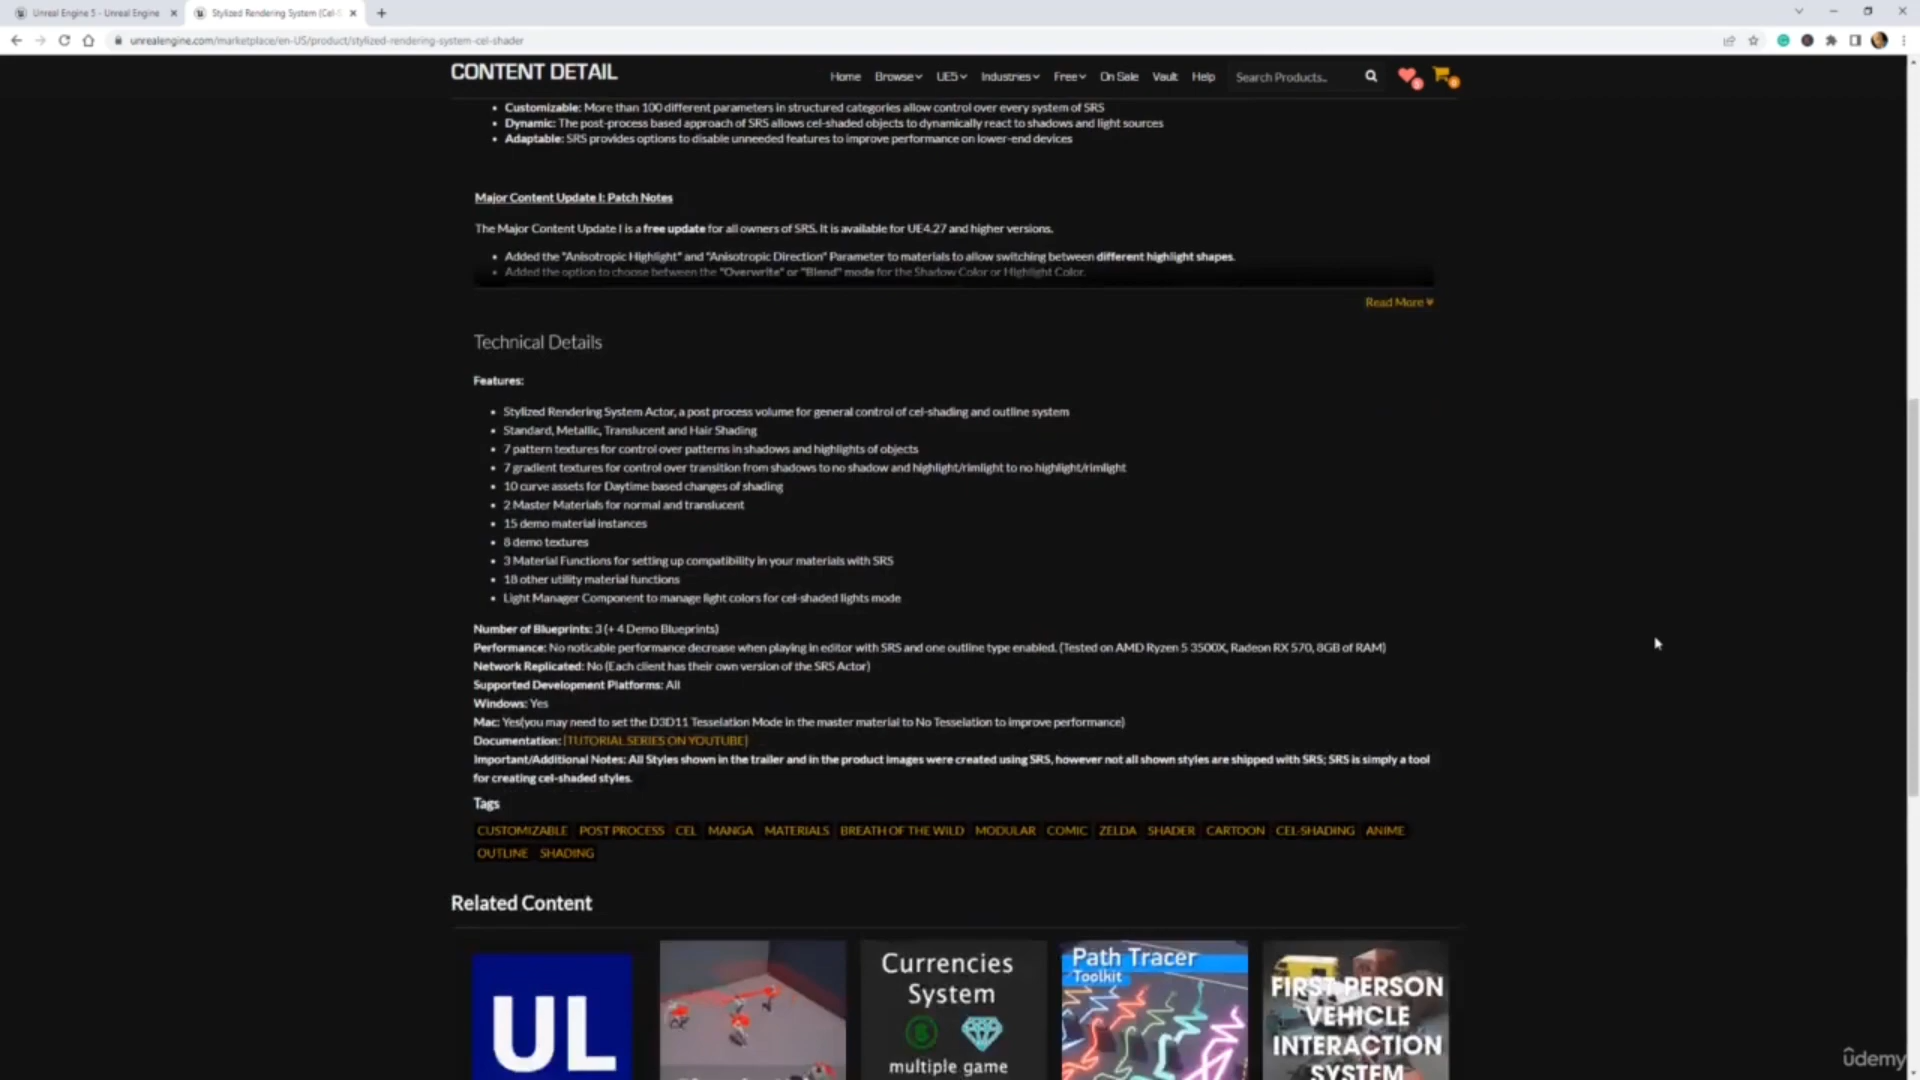 Unreal Engine 5 - Unreal Engine
Stylized Rendering System (Cel-S
unrealengine.com/marketplace/en-US/product/stylized-rendering-system-cel-shader
CONTENT DETAIL
Home Browse UE5 Industries Free On Sale Vault Help Search Products...
Customizable: More than 100 different parameters in structured categories allow control over every system of SRS
Dynamic: The post-process based approach of SRS allows cel-shaded objects to dynamically react to shadows and light sources
Adaptable: SRS provides options to disable unneeded features to improve performance on lower-end devices
Major Content Update I: Patch Notes
The Major Content Update I is a free update for all owners of SRS. It is available for UE4.27 and higher versions.
Added the "Anisotropic Highlight" and "Anisotropic Direction" Parameter to materials to allow switching between different highlight shapes.
Added the option to choose between the "Overwrite" or "Blend" mode for the Shadow Color or Highlight Color.
Read More
Technical Details
Features:
Stylized Rendering System Actor, a post process volume for general control of cel-shading and outline system
Standard, Metallic, Translucent and Hair Shading
7 pattern textures for control over patterns in shadows and highlights of objects
7 gradient textures for control over transition from shadows to no shadow and highlight/rimlight to no highlight/rimlight
10 curve assets for Daytime based changes of shading
2 Master Materials for normal and translucent
15 demo material instances
8 demo textures
3 Material Functions for setting up compatibility in your materials with SRS
18 other utility material functions
Light Manager Component to manage light colors for cel-shaded lights mode
Number of Blueprints: 3 (+ 4 Demo Blueprints)
Performance: No noticable performance decrease when playing in editor with SRS and one outline type enabled. (Tested on AMD Ryzen 5 3500X, Radeon RX 570, 8GB of RAM)
Network Replicated: No (Each client has their own version of the SRS Actor)
Supported Development Platforms: All
Windows: Yes
Mac: Yes(you may need to set the D3D11 Tesselation Mode in the master material to No Tesselation to improve performance)
Documentation: [TUTORIAL SERIES ON YOUTUBE]
Important/Additional Notes: All Styles shown in the trailer and in the product images were created using SRS, however not all shown styles are shipped with SRS; SRS is simply a tool
for creating cel-shaded styles.
Tags
CUSTOMIZABLE POST PROCESS CEL MANGA MATERIALS BREATH OF THE WILD MODULAR COMIC ZELDA SHADER CARTOON CEL-SHADING ANIME
OUTLINE SHADING
Related Content
UL
Currencies
System
multiple game
Path Tracer
Toolkit
FIRST PERSON
VEHICLE
INTERACTION
SYSTEM
udemy